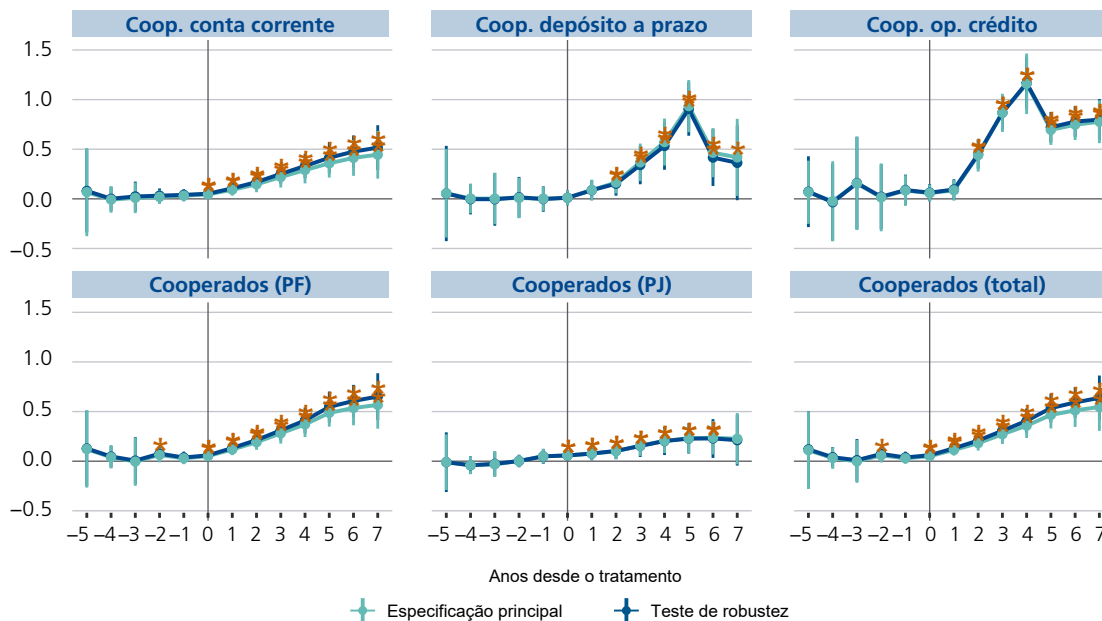 Coop. conta corrente
Coop. depósito a prazo
Coop. op. crédito
1.5
1.0
0.5
0.0
−0.5
Cooperados (PF)
Cooperados (PJ)
Cooperados (total)
1.5
1.0
0.5
0.0
−0.5
−5 −4 −3 −2 −1 0 1 2 3 4 5 6 7
−5 −4 −3 −2 −1 0 1 2 3 4 5 6 7
−5 −4 −3 −2 −1 0 1 2 3 4 5 6 7
Anos desde o tratamento
Especificação principal
Teste de robustez